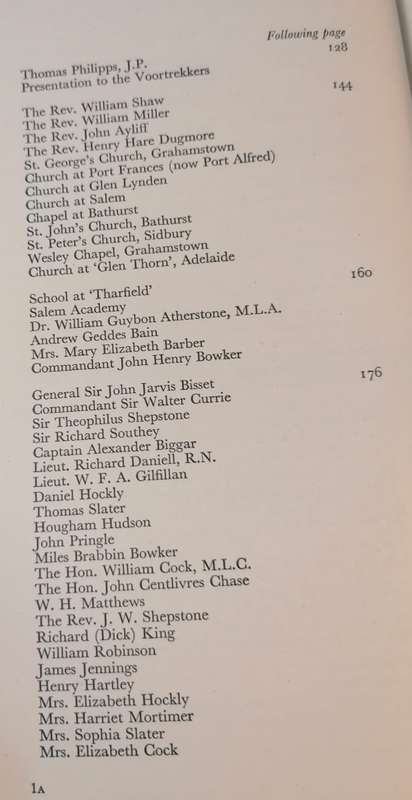 Following page
128
Thomas Philipps, J.P.
Presentation to the Voortrekkers
144
The Rev. William Shaw
The Rev. William Miller
The Rev. John Ayliff
The Rev. Henry Hare Dugmore
St. George's Church, Grahamstown
Church at Port Frances (now Port Alfred)
Church at Glen Lynden
Church at Salem
Chapel at Bathurst
St. John's Church, Bathurst
St. Peter's Church, Sidbury
Wesley Chapel, Grahamstown
Church at 'Glen Thorn', Adelaide
160
School at 'Tharfield'
Salem Academy
Dr. William Guybon Atherstone, M.L.A.
Andrew Geddes Bain
Mrs. Mary Elizabeth Barber
Commandant John Henry Bowker
176
General Sir John Jarvis Bisset
Commandant Sir Walter Currie
Sir Theophilus Shepstone
Sir Richard Southey
Captain Alexander Biggar
Lieut. Richard Daniell, R.N.
Lieut. W. F. A. Gilfillan
Daniel Hockly
Thomas Slater
Hougham Hudson
John Pringle
Miles Brabbin Bowker
The Hon. William Cock, M.L.C.
The Hon. John Centlivres Chase
W. H. Matthews
The Rev. J. W. Shepstone
Richard (Dick) King
William Robinson
James Jennings
Henry Hartley
Mrs. Elizabeth Hockly
Mrs. Harriet Mortimer
Mrs. Sophia Slater
Mrs. Elizabeth Cock
1A